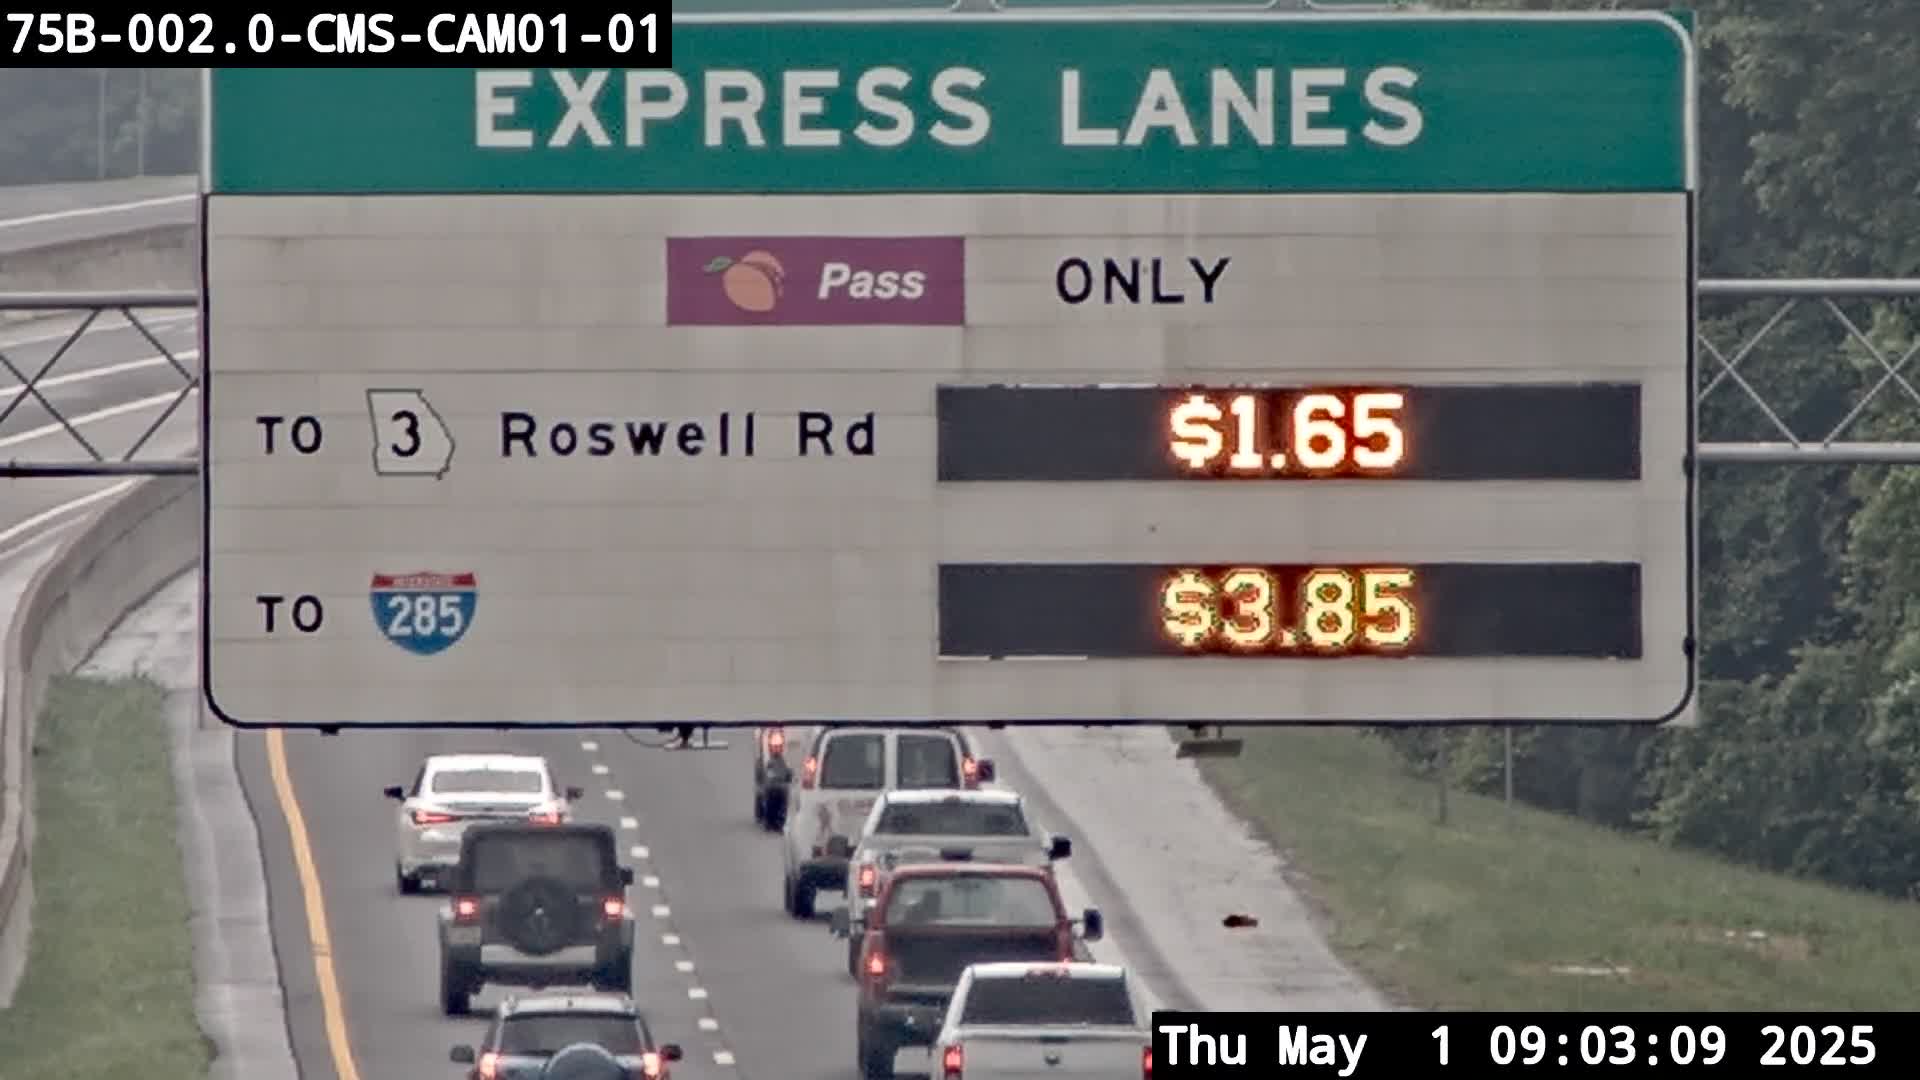 75B-002.0-CMS-CAM01-01
EXPRESS LANES
Pass ONLY
TO 3 Roswell Rd $1.65
TO 285 $3.85
Thu May 1 09:03:09 2025